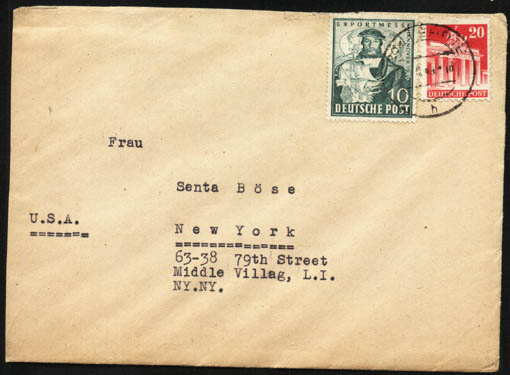 EXPORTMESSE
10
DEUTSCHE POST
20
DEUTSCHE POST
h
Frau
Senta Böse
U.S.A.
New York
63-38 79th Street
Middle Villag, L.I.
NY.NY.